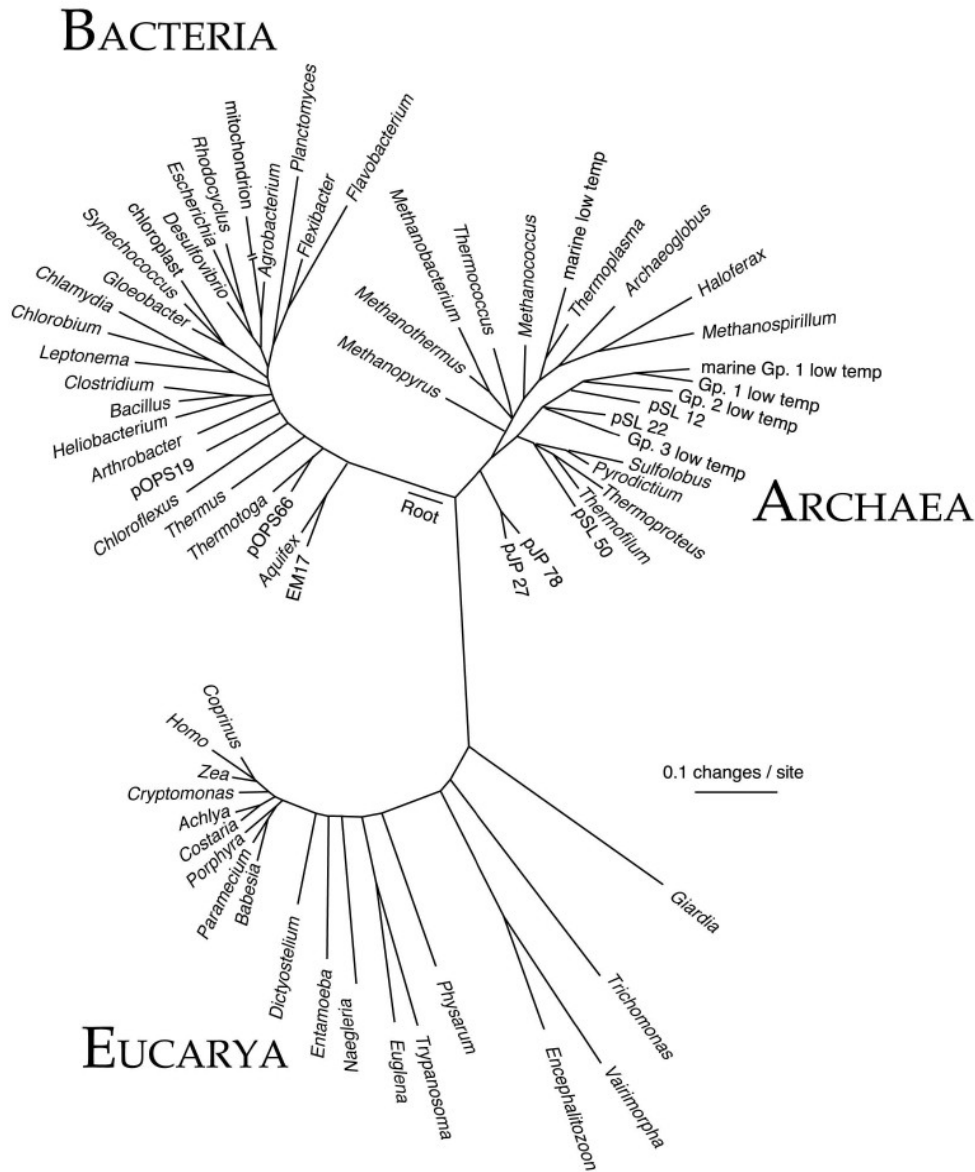 BACTERIA
Planctomyces
mitochondrion
Flavobacterium
Rhodocyclus
Escherichia
Agrobacterium
Flexibacter
Desulfovibrio
chloroplast
Synechococcus
Gloeobacter
Chlamydia
Chlorobium
Leptonema
Clostridium
Bacillus
Heliobacterium
Arthrobacter
pOPS19
Chloroflexus
Thermus
Thermotoga
pOPS66
Aquifex
EM17
Root
Methanopyrus
Methanothermus
Methanobacterium
Thermococcus
Methanococcus
marine low temp
Thermoplasma
Archaeoglobus
Haloferax
Methanospirillum
marine Gp. 1 low temp
Gp. 1 low temp
Gp. 2 low temp
pSL 12
pSL 22
Gp. 3 low temp
Sulfolobus
Pyrodictium
Thermoproteus
Thermofilum
pSL 50
pJP 78
pJP 27
ARCHAEA
0.1 changes / site
Coprinus
Homo
Zea
Cryptomonas
Achlya
Costaria
Porphyra
Paramecium
Babesia
Dictyostelium
Entamoeba
Naegleria
Euglena
Trypanosoma
Physarum
Encephalitozoon
Vairimorpha
Trichomonas
Giardia
EUCARYA